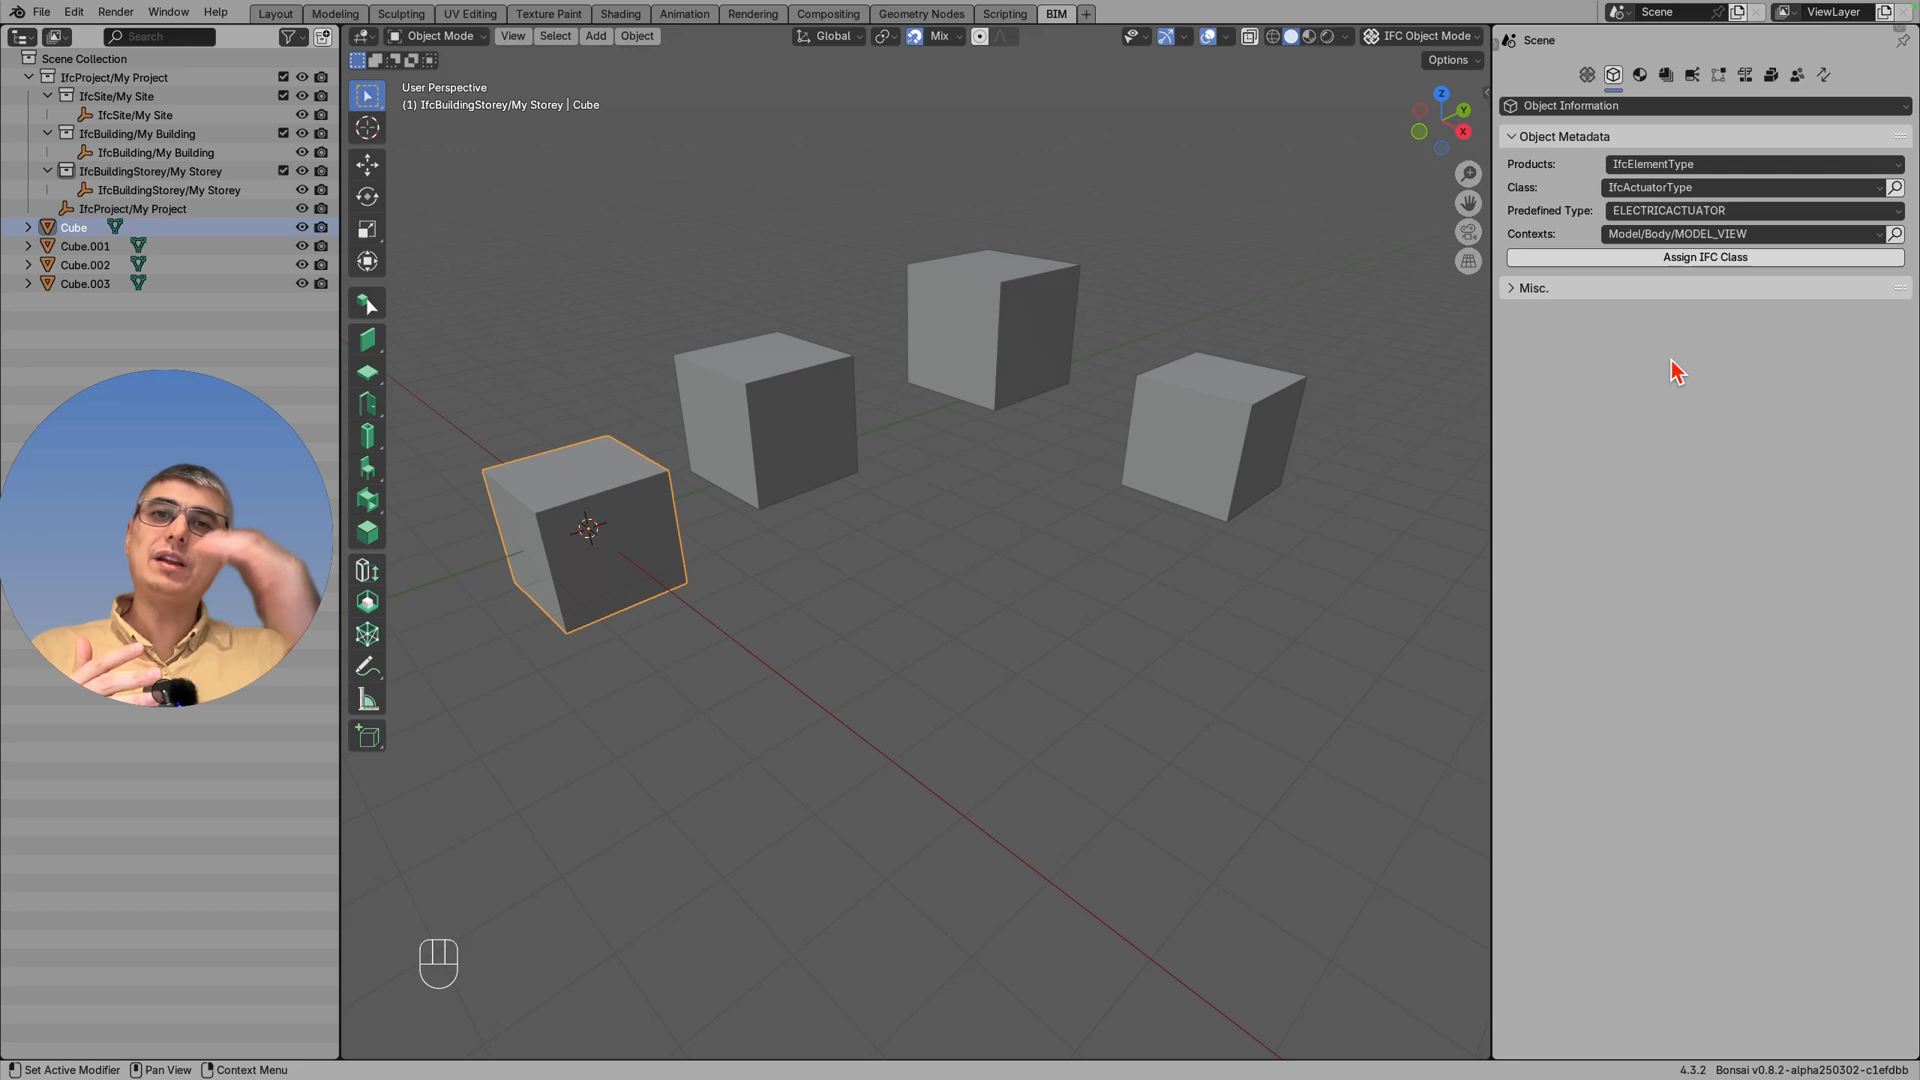 File Edit Render Window Help
Layout Modeling Sculpting UV Editing Texture Paint Shading Animation Rendering Compositing Geometry Nodes Scripting BIM +
Scene
ViewLayer
Search
Object Mode View Select Add Object
Global
Mix
IFC Object Mode
Options
Scene Collection
IfcProject/My Project
IfcSite/My Site
IfcSite/My Site
IfcBuilding/My Building
IfcBuilding/My Building
IfcBuildingStorey/My Storey
IfcBuildingStorey/My Storey
IfcProject/My Project
Cube
Cube.001
Cube.002
Cube.003
User Perspective
(1) IfcBuildingStorey/My Storey | Cube
Z
Y
X
Scene
Object Information
Object Metadata
Products: IfcElementType
Class: IfcActuatorType
Predefined Type: ELECTRICACTUATOR
Contexts: Model/Body/MODEL_VIEW
Assign IFC Class
Misc.
Set Active Modifier Pan View Context Menu
4.3.2 Bonsai v0.8.2-alpha250302-c1efdbb